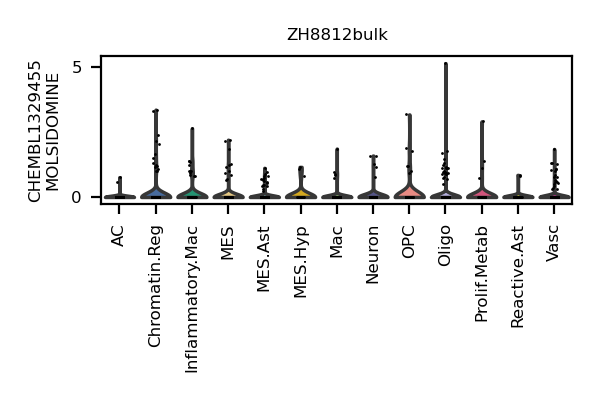 ZH8812bulk
CHEMBL1329455
MOLSIDOMINE
5
0
AC
Chromatin.Reg
Inflammatory.Mac
MES
MES.Ast
MES.Hyp
Mac
Neuron
OPC
Oligo
Prolif.Metab
Reactive.Ast
Vasc